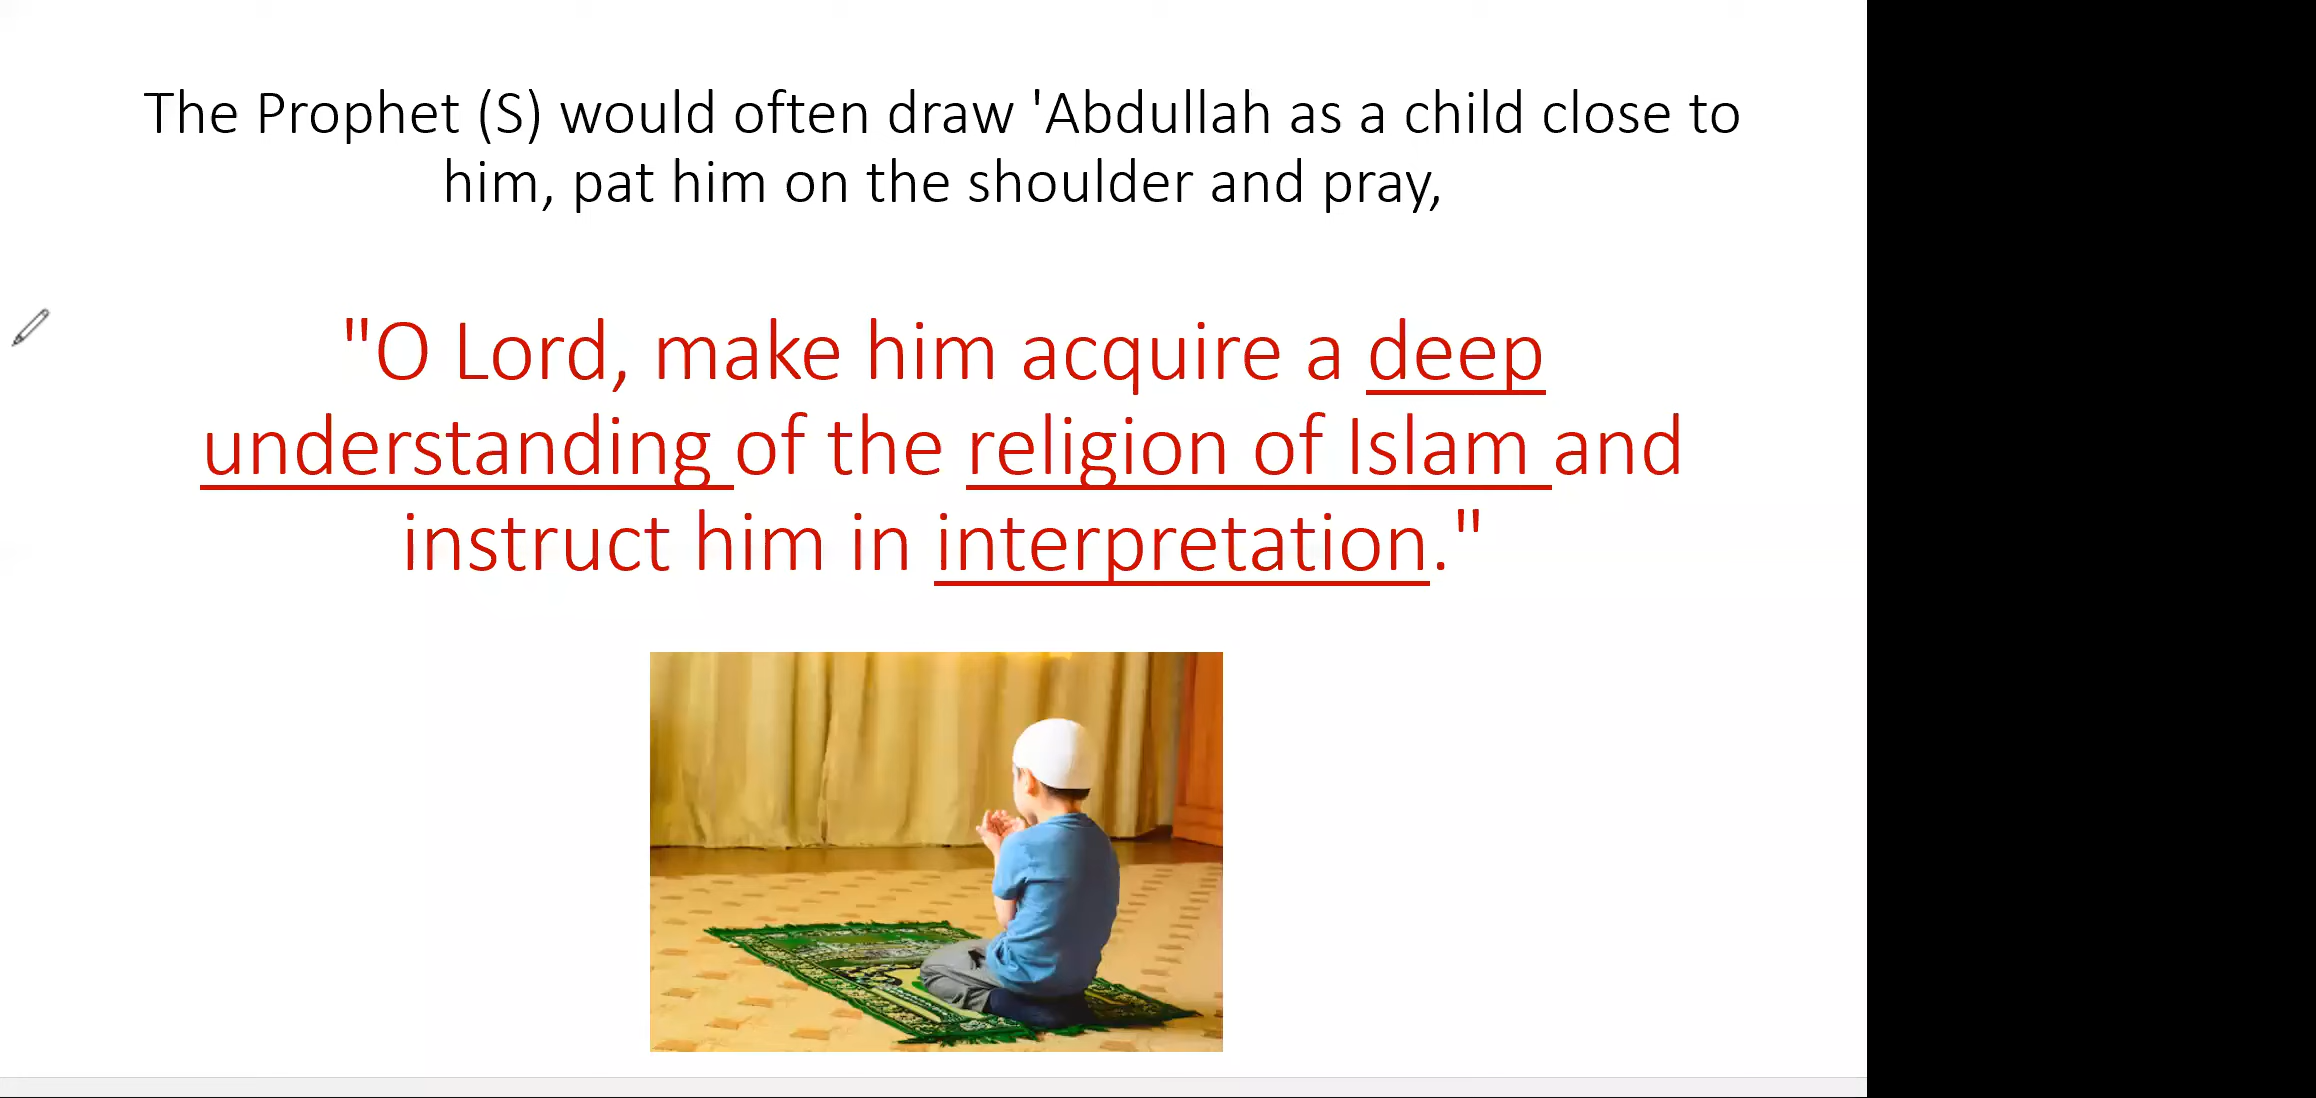 The Prophet (S) would often draw 'Abdullah as a child close to
him, pat him on the shoulder and pray,
"O Lord, make him acquire a deep
understanding of the religion of Islam and
instruct him in interpretation."